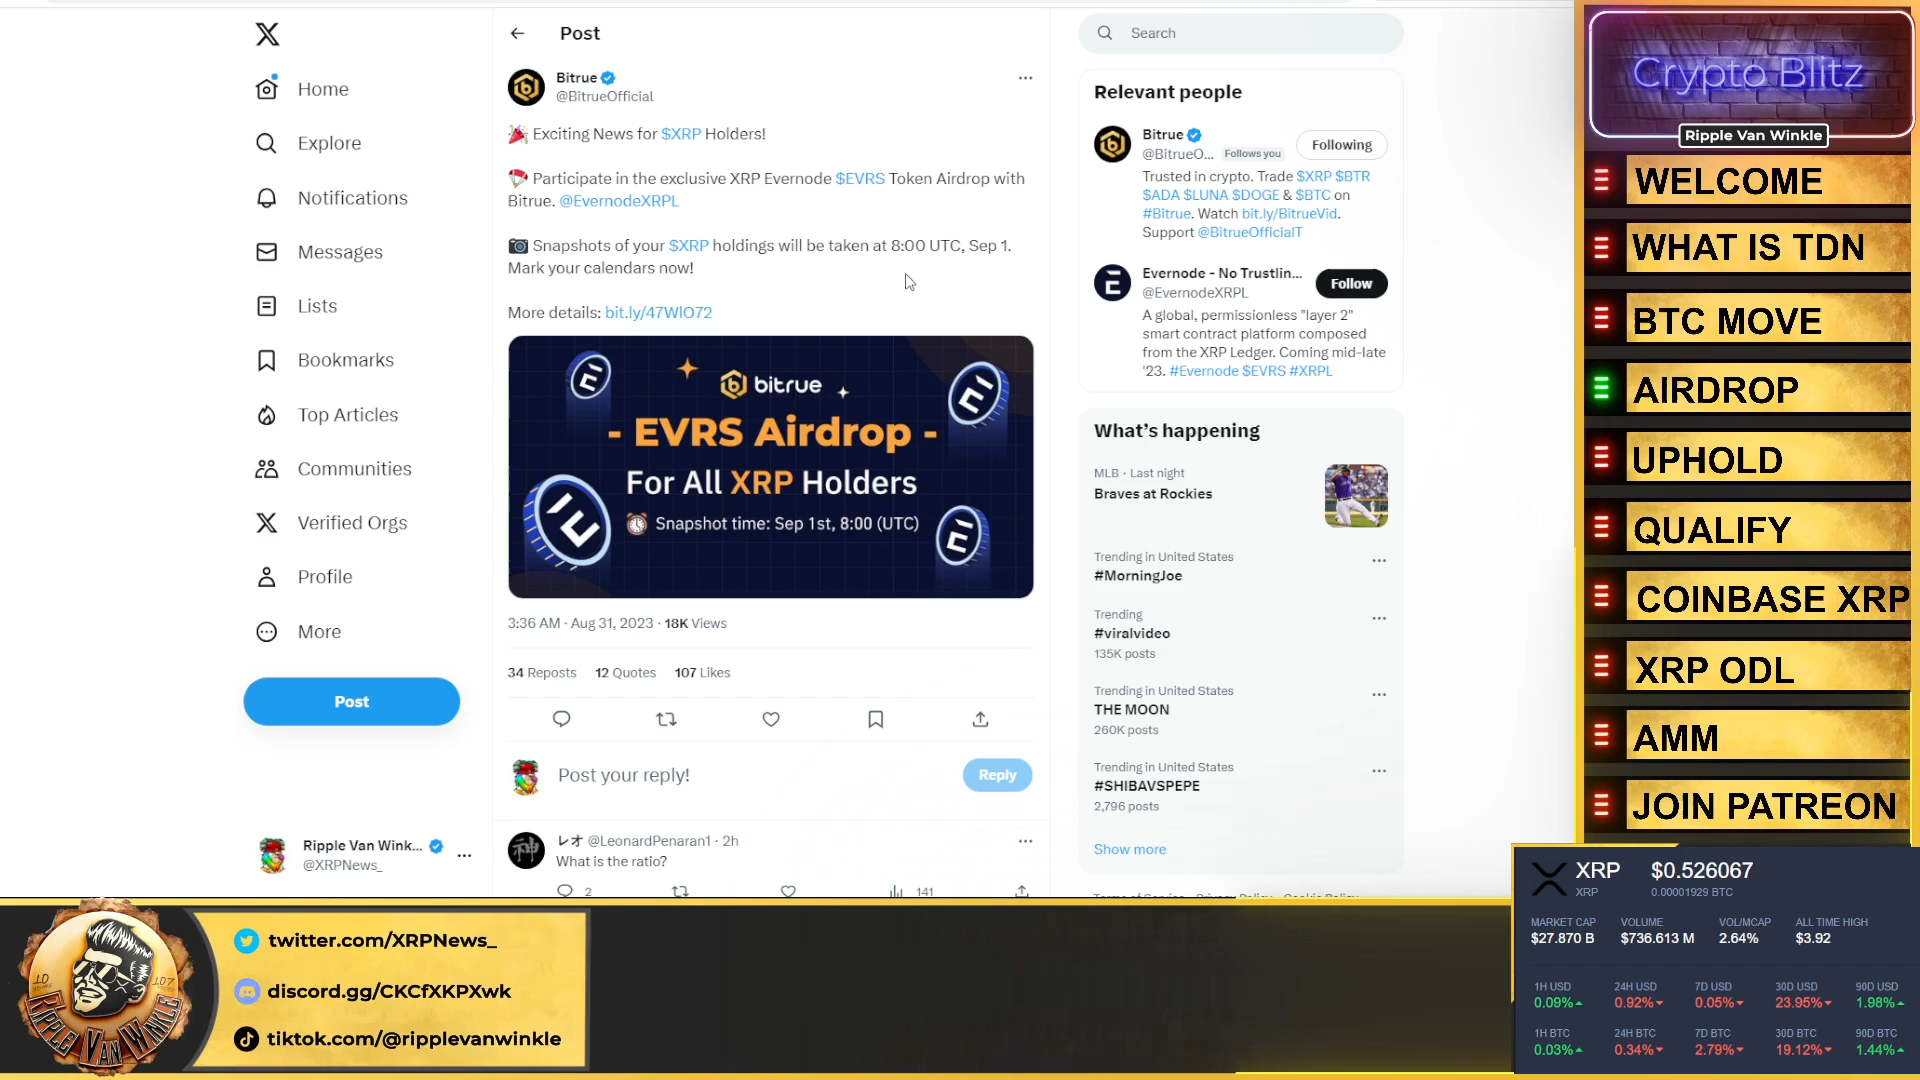 Home
Explore
Notifications
Messages
Lists
Bookmarks
Top Articles
Communities
Verified Orgs
Profile
More
Post
Ripple Van Wink...
@XRPNews_
Post
Bitrue
@BitrueOfficial
Exciting News for $XRP Holders!
Participate in the exclusive XRP Evernode $EVRS Token Airdrop with
Bitrue. @EvernodeXRPL
Snapshots of your $XRP holdings will be taken at 8:00 UTC, Sep 1.
Mark your calendars now!
More details: bit.ly/47WlO72
bitrue
- EVRS Airdrop -
For All XRP Holders
Snapshot time: Sep 1st, 8:00 (UTC)
3:36 AM · Aug 31, 2023 · 18K Views
34 Reposts 12 Quotes 107 Likes
Post your reply!
Reply
レオ @LeonardPenaran1 · 2h
神
What is the ratio?
2 141
Search
Relevant people
Bitrue
@BitrueO... Follows you
Following
Trusted in crypto. Trade $XRP $BTR
$ADA $LUNA $DOGE & $BTC on
#Bitrue. Watch bit.ly/BitrueVid.
Support @BitrueOfficialT
Evernode - No Trustlin...
@EvernodeXRPL
Follow
A global, permissionless "layer 2"
smart contract platform composed
from the XRP Ledger. Coming mid-late
'23. #Evernode $EVRS #XRPL
What's happening
MLB · Last night
Braves at Rockies
Trending in United States
#MorningJoe
Trending
#viralvideo
135K posts
Trending in United States
THE MOON
260K posts
Trending in United States
#SHIBAVSPEPE
2,796 posts
Show more
Terms of Service Privacy Policy Cookie Policy
Crypto Blitz
Ripple Van Winkle
WELCOME
WHAT IS TDN
BTC MOVE
AIRDROP
UPHOLD
QUALIFY
COINBASE XRP
XRP ODL
AMM
JOIN PATREON
XRP $0.526067
XRP 0.00001929 BTC
MARKET CAP VOLUME VOL/MCAP ALL TIME HIGH
$27.870 B $736.613 M 2.64% $3.92
1H USD 24H USD 7D USD 30D USD 90D USD
0.09% 0.92% 0.05% 23.95% 1.98%
1H BTC 24H BTC 7D BTC 30D BTC 90D BTC
0.03% 0.34% 2.79% 19.12% 1.44%
RIPPLE VAN WINKLE
twitter.com/XRPNews_
discord.gg/CKCfXKPXwk
tiktok.com/@ripplevanwinkle